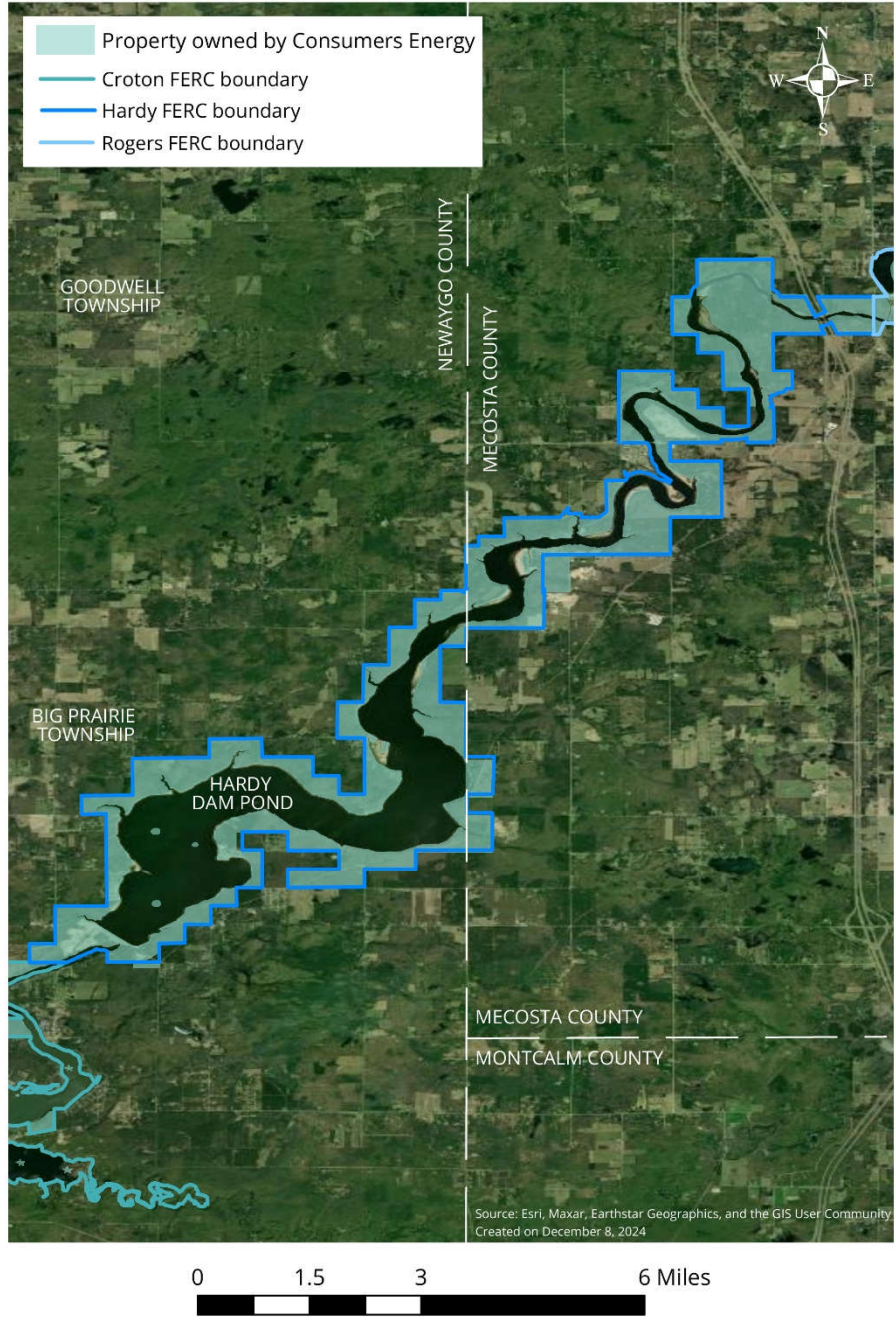 Property owned by Consumers Energy
Croton FERC boundary
Hardy FERC boundary
Rogers FERC boundary
N
W E
S
NEWAYGO COUNTY
MECOSTA COUNTY
GOODWELL
TOWNSHIP
BIG PRAIRIE
TOWNSHIP
HARDY
DAM POND
MECOSTA COUNTY
MONTCALM COUNTY
Source: Esri, Maxar, Earthstar Geographics, and the GIS User Community
Created on December 8, 2024
0 1.5 3 6 Miles